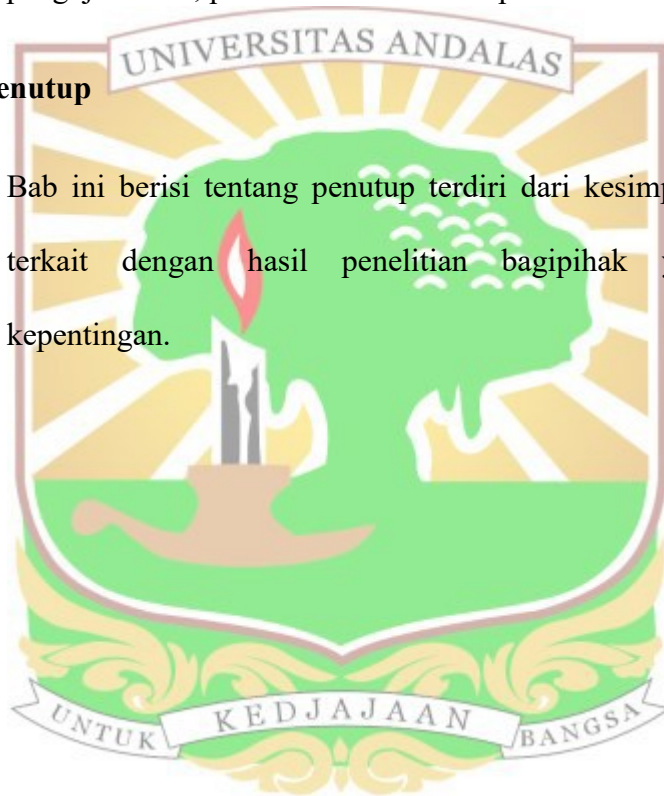 UNIVERSITAS ANDALAS
enutup
Bab ini berisi tentang penutup terdiri dari kesimp
terkait dengan hasil penelitian bagipihak y
kepentingan.
UNTUK KEDJAJAAN BANGSA